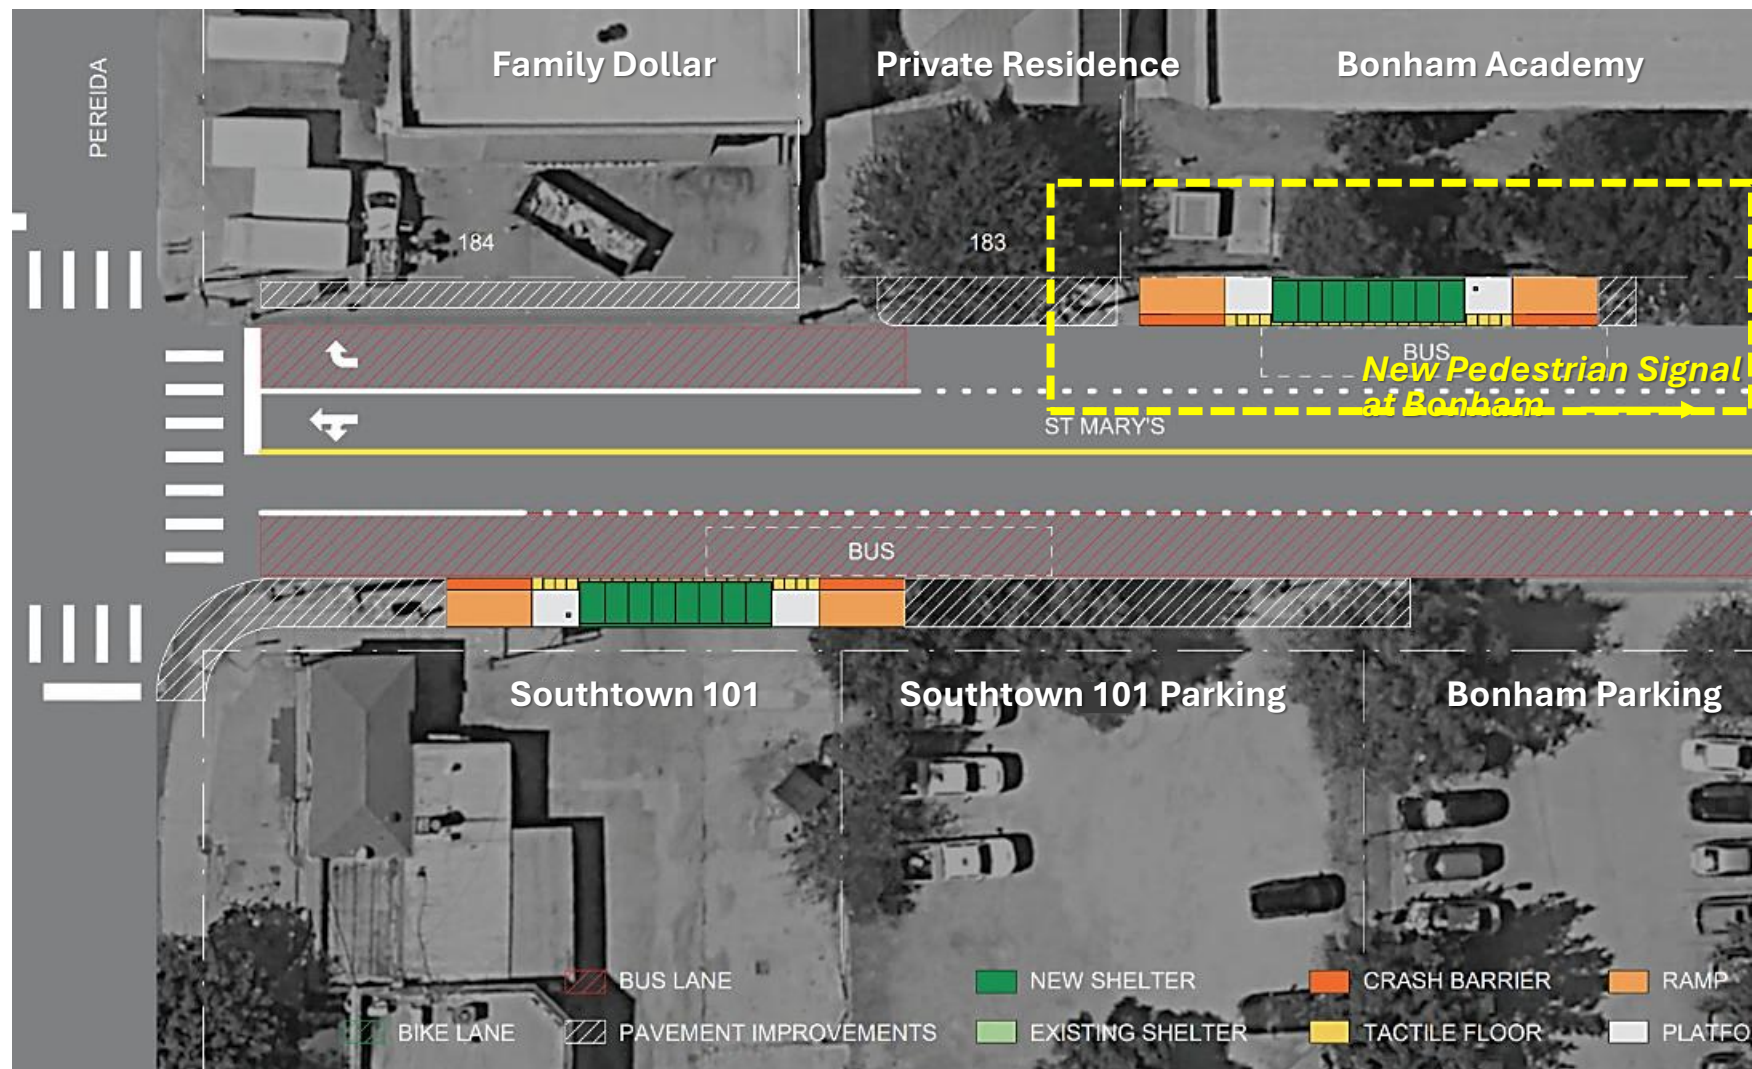 PEREIDA
Family Dollar
Private Residence
Bonham Academy
184
183
BUS
New Pedestrian Signal
at Bonham
ST MARY'S
BUS
Southtown 101
Southtown 101 Parking
Bonham Parking
BUS LANE
NEW SHELTER
CRASH BARRIER
RAMP
BIKE LANE
PAVEMENT IMPROVEMENTS
EXISTING SHELTER
TACTILE FLOOR
PLATFO